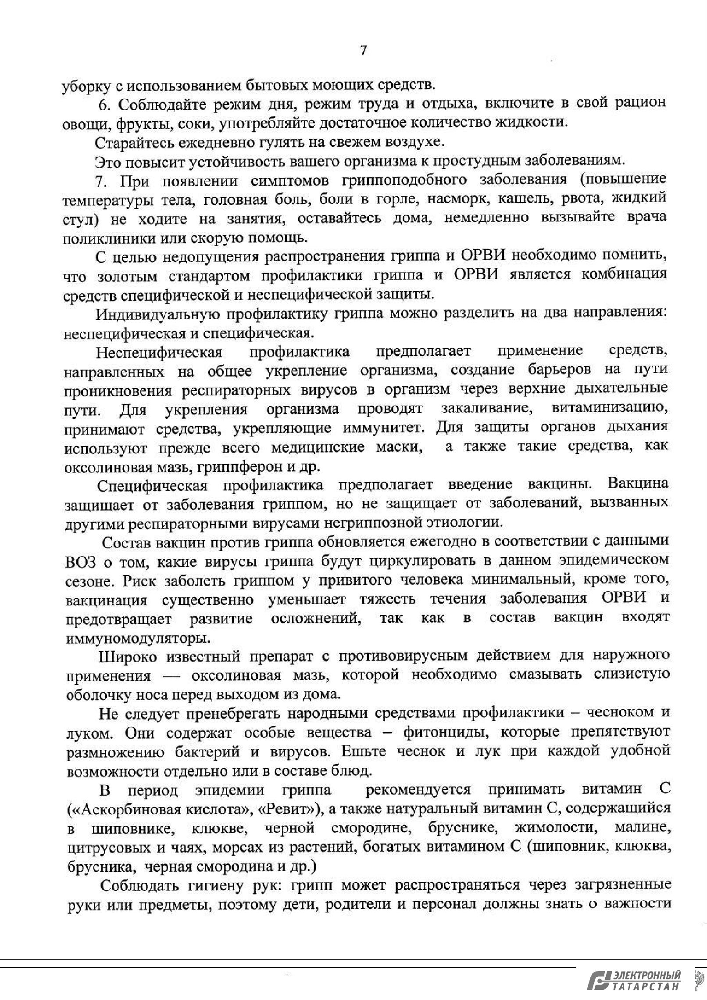 7
уборку с использованием бытовых моющих средств.
6. Соблюдайте режим дня, режим труда и отдыха, включите в свой рацион
овощи, фрукты, соки, употребляйте достаточное количество жидкости.
Старайтесь ежедневно гулять на свежем воздухе.
Это повысит устойчивость вашего организма к простудным заболеваниям.
7. При появлении симптомов гриппоподобного заболевания (повышение
температуры тела, головная боль, боли в горле, насморк, кашель, рвота, жидкий
стул) не ходите на занятия, оставайтесь дома, немедленно вызывайте врача
поликлиники или скорую помощь.
С целью недопущения распространения гриппа и ОРВИ необходимо помнить,
что золотым стандартом профилактики гриппа и ОРВИ является комбинация
средств специфической и неспецифической защиты.
Индивидуальную профилактику гриппа можно разделить на два направления:
неспецифическая и специфическая.
Неспецифическая профилактика предполагает применение средств,
направленных на общее укрепление организма, создание барьеров на пути
проникновения респираторных вирусов в организм через верхние дыхательные
пути. Для укрепления организма проводят закаливание, витаминизацию,
принимают средства, укрепляющие иммунитет. Для защиты органов дыхания
используют прежде всего медицинские маски, а также такие средства, как
оксолиновая мазь, гриппферон и др.
Специфическая профилактика предполагает введение вакцины. Вакцина
защищает от заболевания гриппом, но не защищает от заболеваний, вызванных
другими респираторными вирусами негриппозной этиологии.
Состав вакцин против гриппа обновляется ежегодно в соответствии с данными
ВОЗ о том, какие вирусы гриппа будут циркулировать в данном эпидемическом
сезоне. Риск заболеть гриппом у привитого человека минимальный, кроме того,
вакцинация существенно уменьшает тяжесть течения заболевания ОРВИ и
предотвращает развитие осложнений, так как в состав вакцин входят
иммуномодуляторы.
Широко известный препарат с противовирусным действием для наружного
применения — оксолиновая мазь, которой необходимо смазывать слизистую
оболочку носа перед выходом из дома.
Не следует пренебрегать народными средствами профилактики – чесноком и
луком. Они содержат особые вещества – фитонциды, которые препятствуют
размножению бактерий и вирусов. Ешьте чеснок и лук при каждой удобной
возможности отдельно или в составе блюд.
В период эпидемии гриппа рекомендуется принимать витамин С
(«Аскорбиновая кислота», «Ревит»), а также натуральный витамин С, содержащийся
в шиповнике, клюкве, черной смородине, бруснике, жимолости, малине,
цитрусовых и чаях, морсах из растений, богатых витамином С (шиповник, клюква,
брусника, черная смородина и др.)
Соблюдать гигиену рук: грипп может распространяться через загрязненные
руки или предметы, поэтому дети, родители и персонал должны знать о важности
ЭЛЕКТРОННЫЙ
ТАТАРСТАН